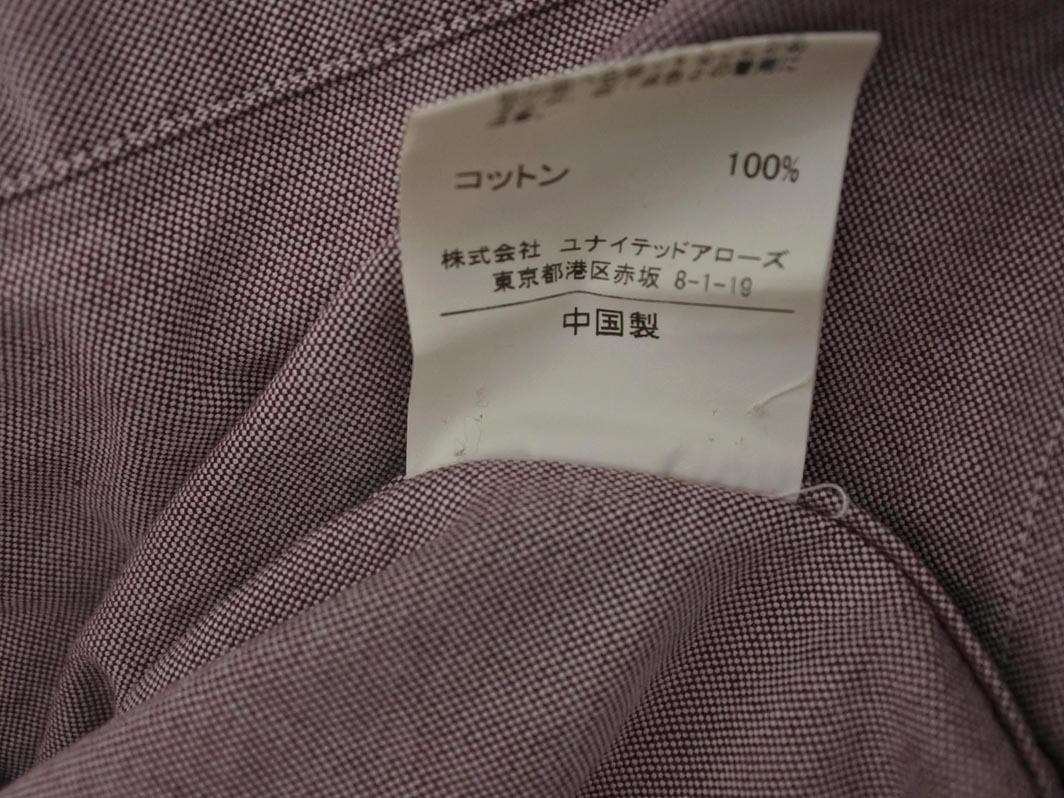 コットン 100%
株式会社 ユナイテッドアローズ
東京都港区赤坂 8-1-19
中国製